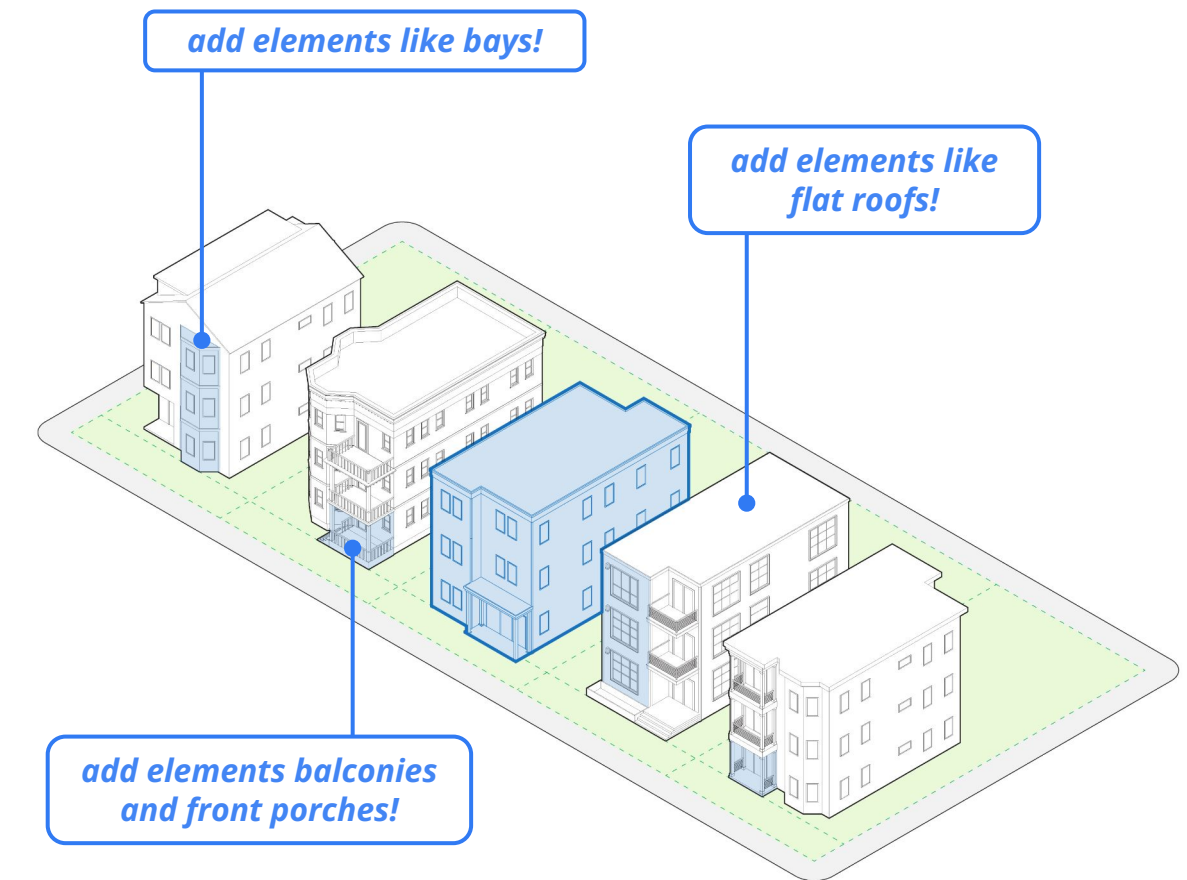 add elements like bays!
add elements like
flat roofs!
add elements balconies
and front porches!